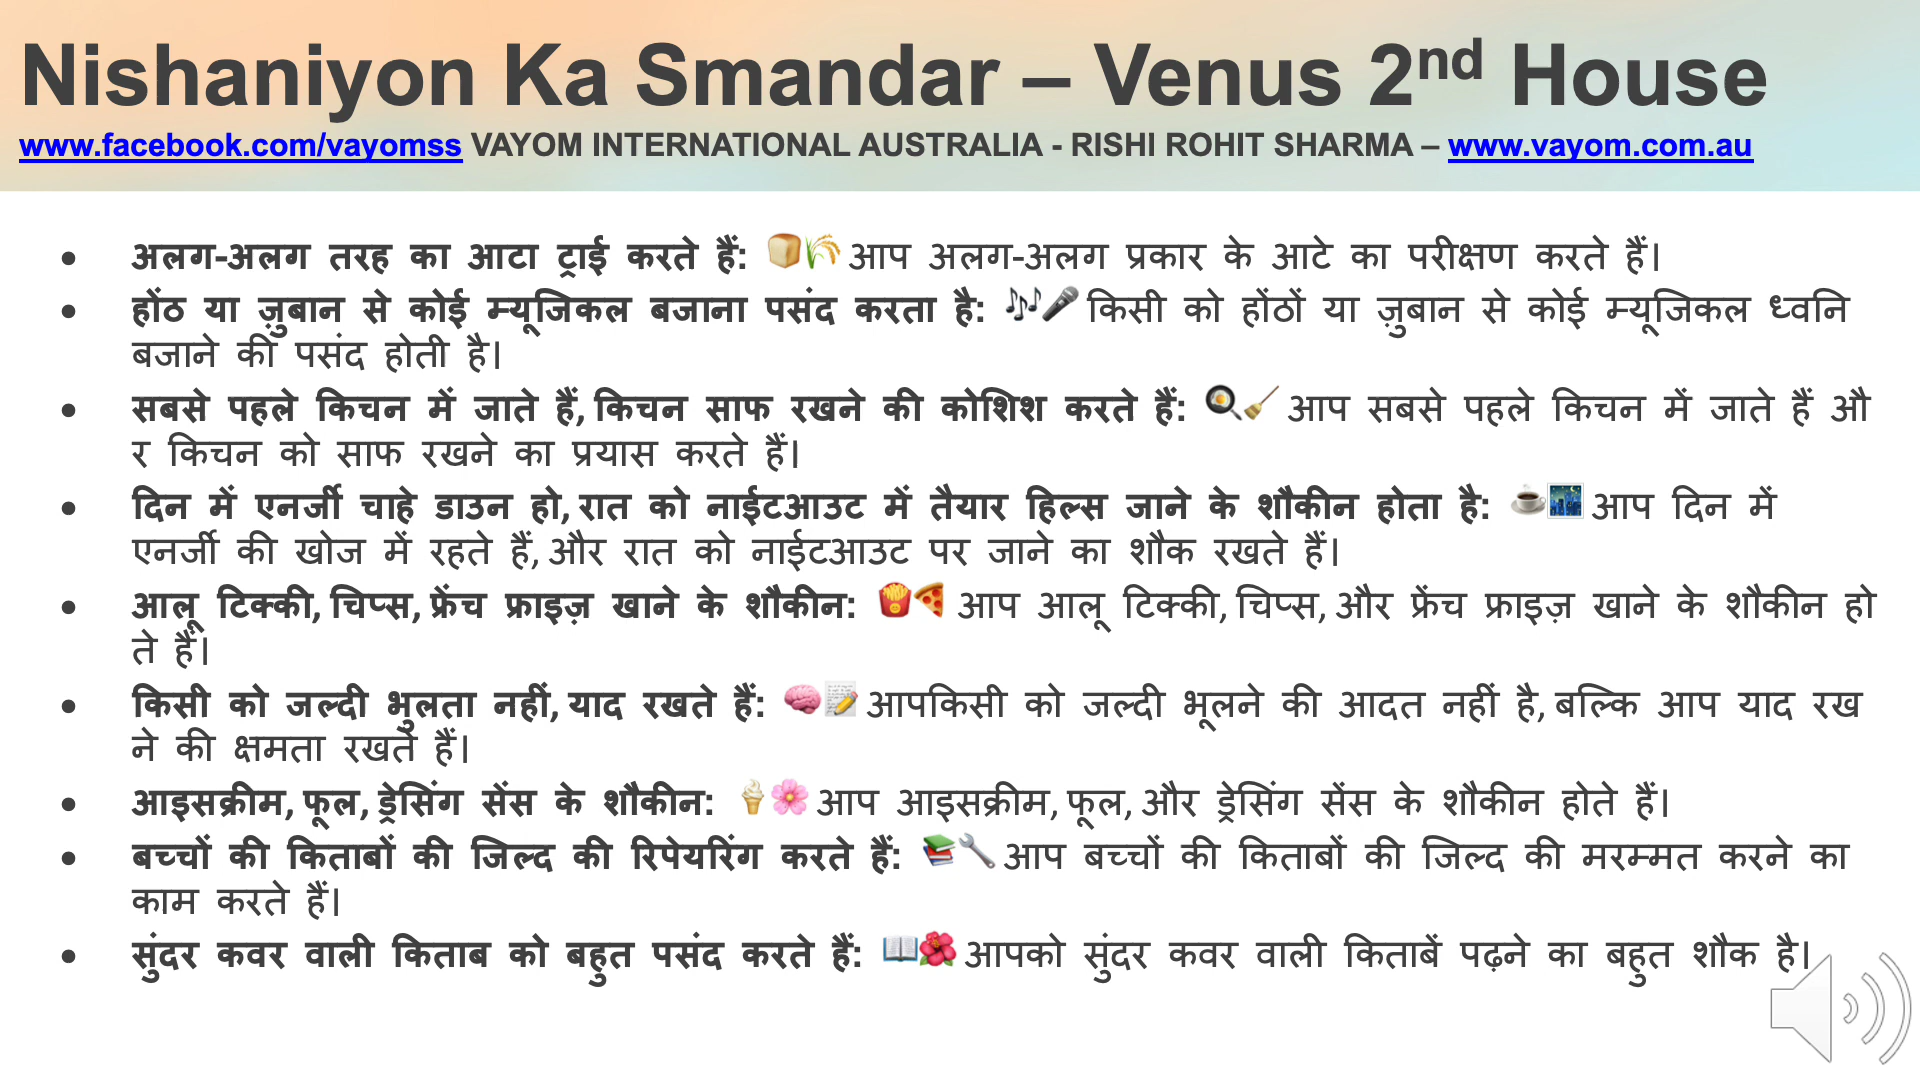 Nishaniyon Ka Smandar – Venus 2nd House
www.facebook.com/vayomss VAYOM INTERNATIONAL AUSTRALIA - RISHI ROHIT SHARMA – www.vayom.com.au
• अलग-अलग तरह का आटा ट्राई करते हैं: 🍞🌾 आप अलग-अलग प्रकार के आटे का परीक्षण करते हैं।
• होंठ या ज़ुबान से कोई म्यूजिकल बजाना पसंद करता है: 🎶🎤 किसी को होंठों या ज़ुबान से कोई म्यूजिकल ध्वनि
बजाने की पसंद होती है।
• सबसे पहले किचन में जाते हैं, किचन साफ रखने की कोशिश करते हैं: 🍳🧹 आप सबसे पहले किचन में जाते हैं औ
र किचन को साफ रखने का प्रयास करते हैं।
• दिन में एनर्जी चाहे डाउन हो, रात को नाईटआउट में तैयार हिल्स जाने के शौकीन होता है: ☕🌃 आप दिन में
एनर्जी की खोज में रहते हैं, और रात को नाईटआउट पर जाने का शौक रखते हैं।
• आलू टिक्की, चिप्स, फ्रेंच फ्राइज़ खाने के शौकीन: 🍟🍕 आप आलू टिक्की, चिप्स, और फ्रेंच फ्राइज़ खाने के शौकीन हो
ते हैं।
• किसी को जल्दी भुलता नहीं, याद रखते हैं: 🧠📝 आपकिसी को जल्दी भूलने की आदत नहीं है, बल्कि आप याद रख
ने की क्षमता रखते हैं।
• आइसक्रीम, फूल, ड्रेसिंग सेंस के शौकीन: 🍦🌸 आप आइसक्रीम, फूल, और ड्रेसिंग सेंस के शौकीन होते हैं।
• बच्चों की किताबों की जिल्द की रिपेयरिंग करते हैं: 📚🔧 आप बच्चों की किताबों की जिल्द की मरम्मत करने का
काम करते हैं।
• सुंदर कवर वाली किताब को बहुत पसंद करते हैं: 📖🌺 आपको सुंदर कवर वाली किताबें पढ़ने का बहुत शौक है।